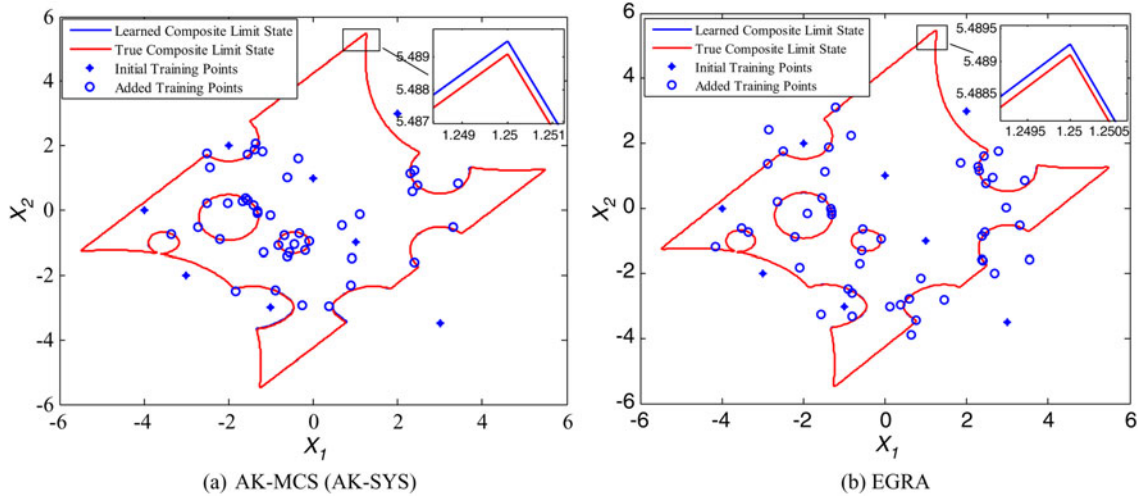 Learned Composite Limit State
True Composite Limit State
Initial Training Points
Added Training Points
5.489
5.488
5.487
1.249 1.25 1.251
6
4
2
0
-2
-4
-6
-6 -4 -2 0 2 4 6
X2
X1
(a) AK-MCS (AK-SYS)
Learned Composite Limit State
True Composite Limit State
Initial Training Points
Added Training Points
5.4895
5.489
5.4885
1.2495 1.25 1.2505
6
4
2
0
-2
-4
-6
-6 -4 -2 0 2 4 6
X2
X1
(b) EGRA